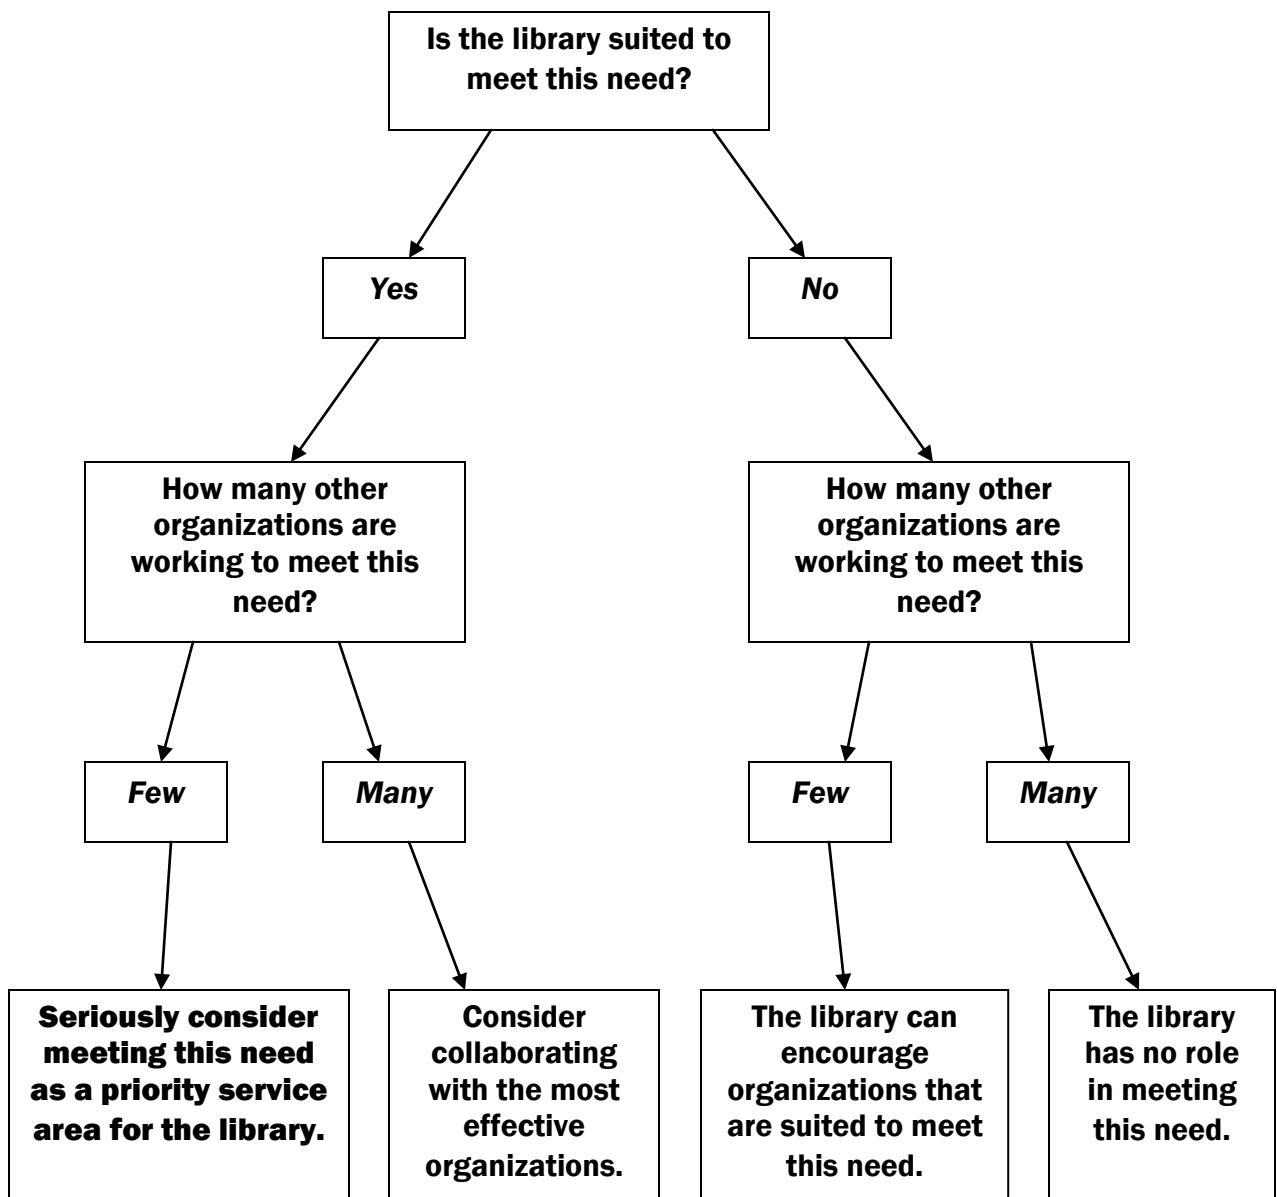 Is the library suited to
meet this need?
Yes
No
How many other
organizations are
working to meet this
need?
How many other
organizations are
working to meet this
need?
Few
Many
Few
Many
Seriously consider
meeting this need
as a priority service
area for the library.
Consider
collaborating
with the most
effective
organizations.
The library can
encourage
organizations that
are suited to meet
this need.
The library
has no role
in meeting
this need.